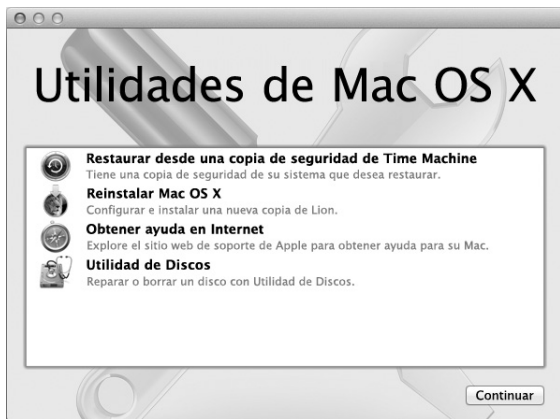 Utilidades de Mac OS X
Restaurar desde una copia de seguridad de Time Machine
Tiene una copia de seguridad de su sistema que desea restaurar.
Reinstalar Mac OS X
Configurar e instalar una nueva copia de Lion.
Obtener ayuda en Internet
Explore el sitio web de soporte de Apple para obtener ayuda para su Mac.
Utilidad de Discos
Reparar o borrar un disco con Utilidad de Discos.
Continuar